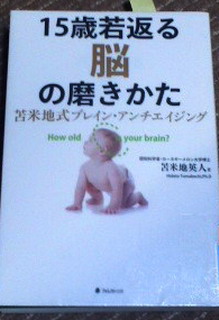 15歳若返る
脳
の磨きかた
苫米地式ブレイン・アンチエイジング
How old
your brain?
苫米地英人 著